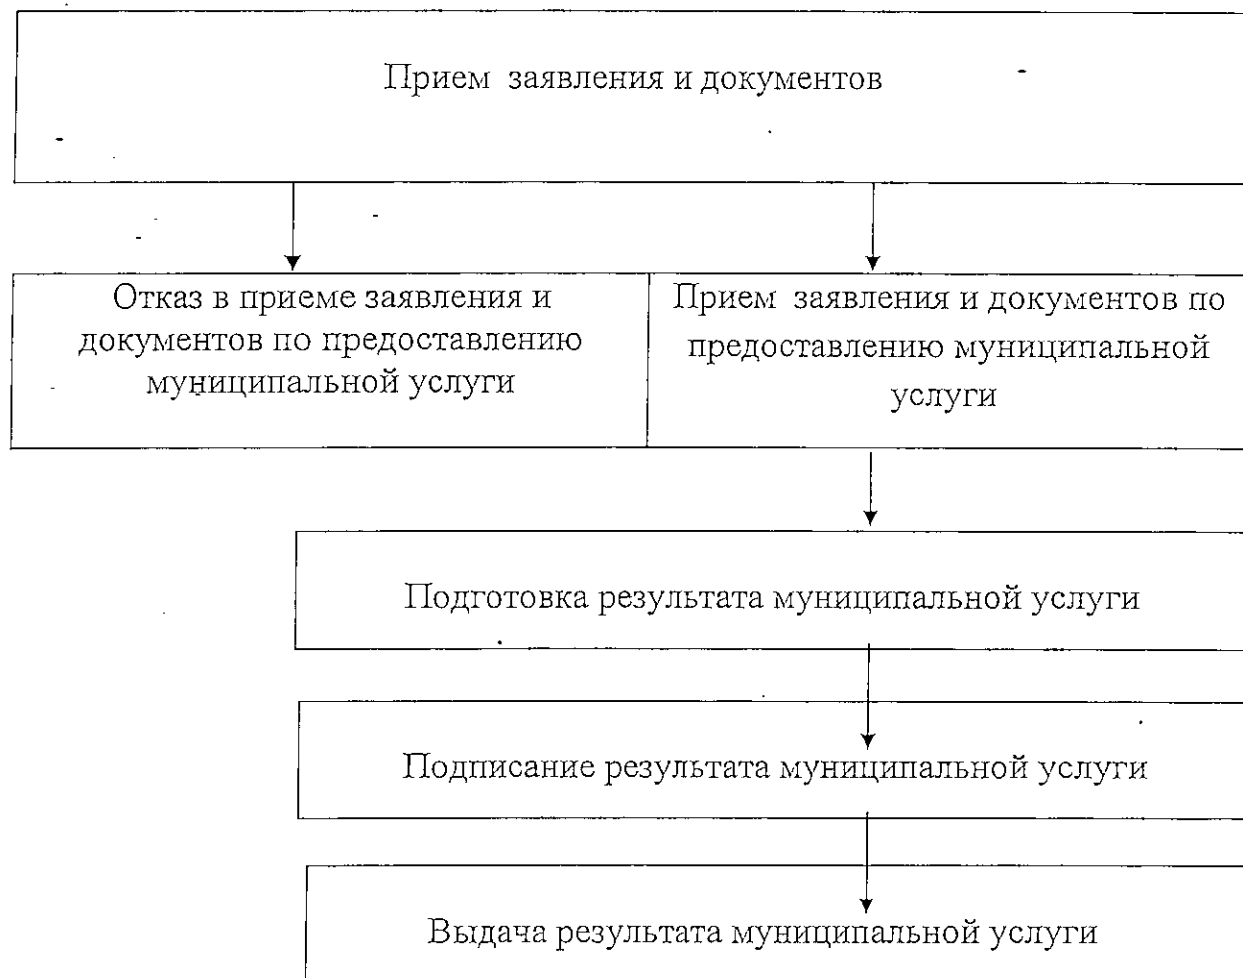 Прием заявления и документов
Отказ в приеме заявления и
документов по предоставлению
муниципальной услуги
Прием заявления и документов по
предоставлению муниципальной
услуги
Подготовка результата муниципальной услуги
Подписание результата муниципальной услуги
Выдача результата муниципальной услуги